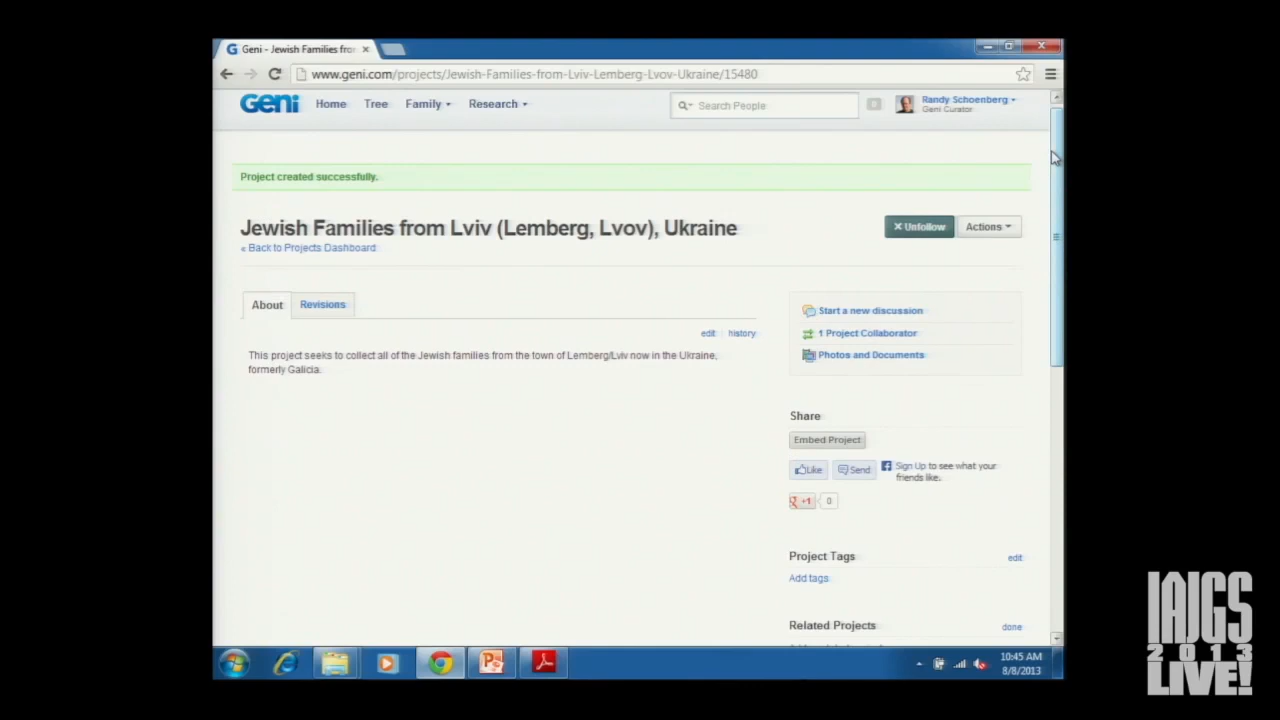 Geni - Jewish Families fro
www.geni.com/projects/Jewish-Families-from-Lviv-Lemberg-Lvov-Ukraine/15480
Geni Home Tree Family Research Search People 0 Randy Schoenberg
Geni Curator
Project created successfully.
Jewish Families from Lviv (Lemberg, Lvov), Ukraine
Unfollow Actions
« Back to Projects Dashboard
About Revisions
edit history
This project seeks to collect all of the Jewish families from the town of Lemberg/Lviv now in the Ukraine,
formerly Galicia.
Start a new discussion
1 Project Collaborator
Photos and Documents
Share
Embed Project
Like Send Sign Up to see what your
friends like.
+1 0
Project Tags edit
Add tags
Related Projects done
10:45 AM
8/8/2013
IAJGS
2013
LIVE!